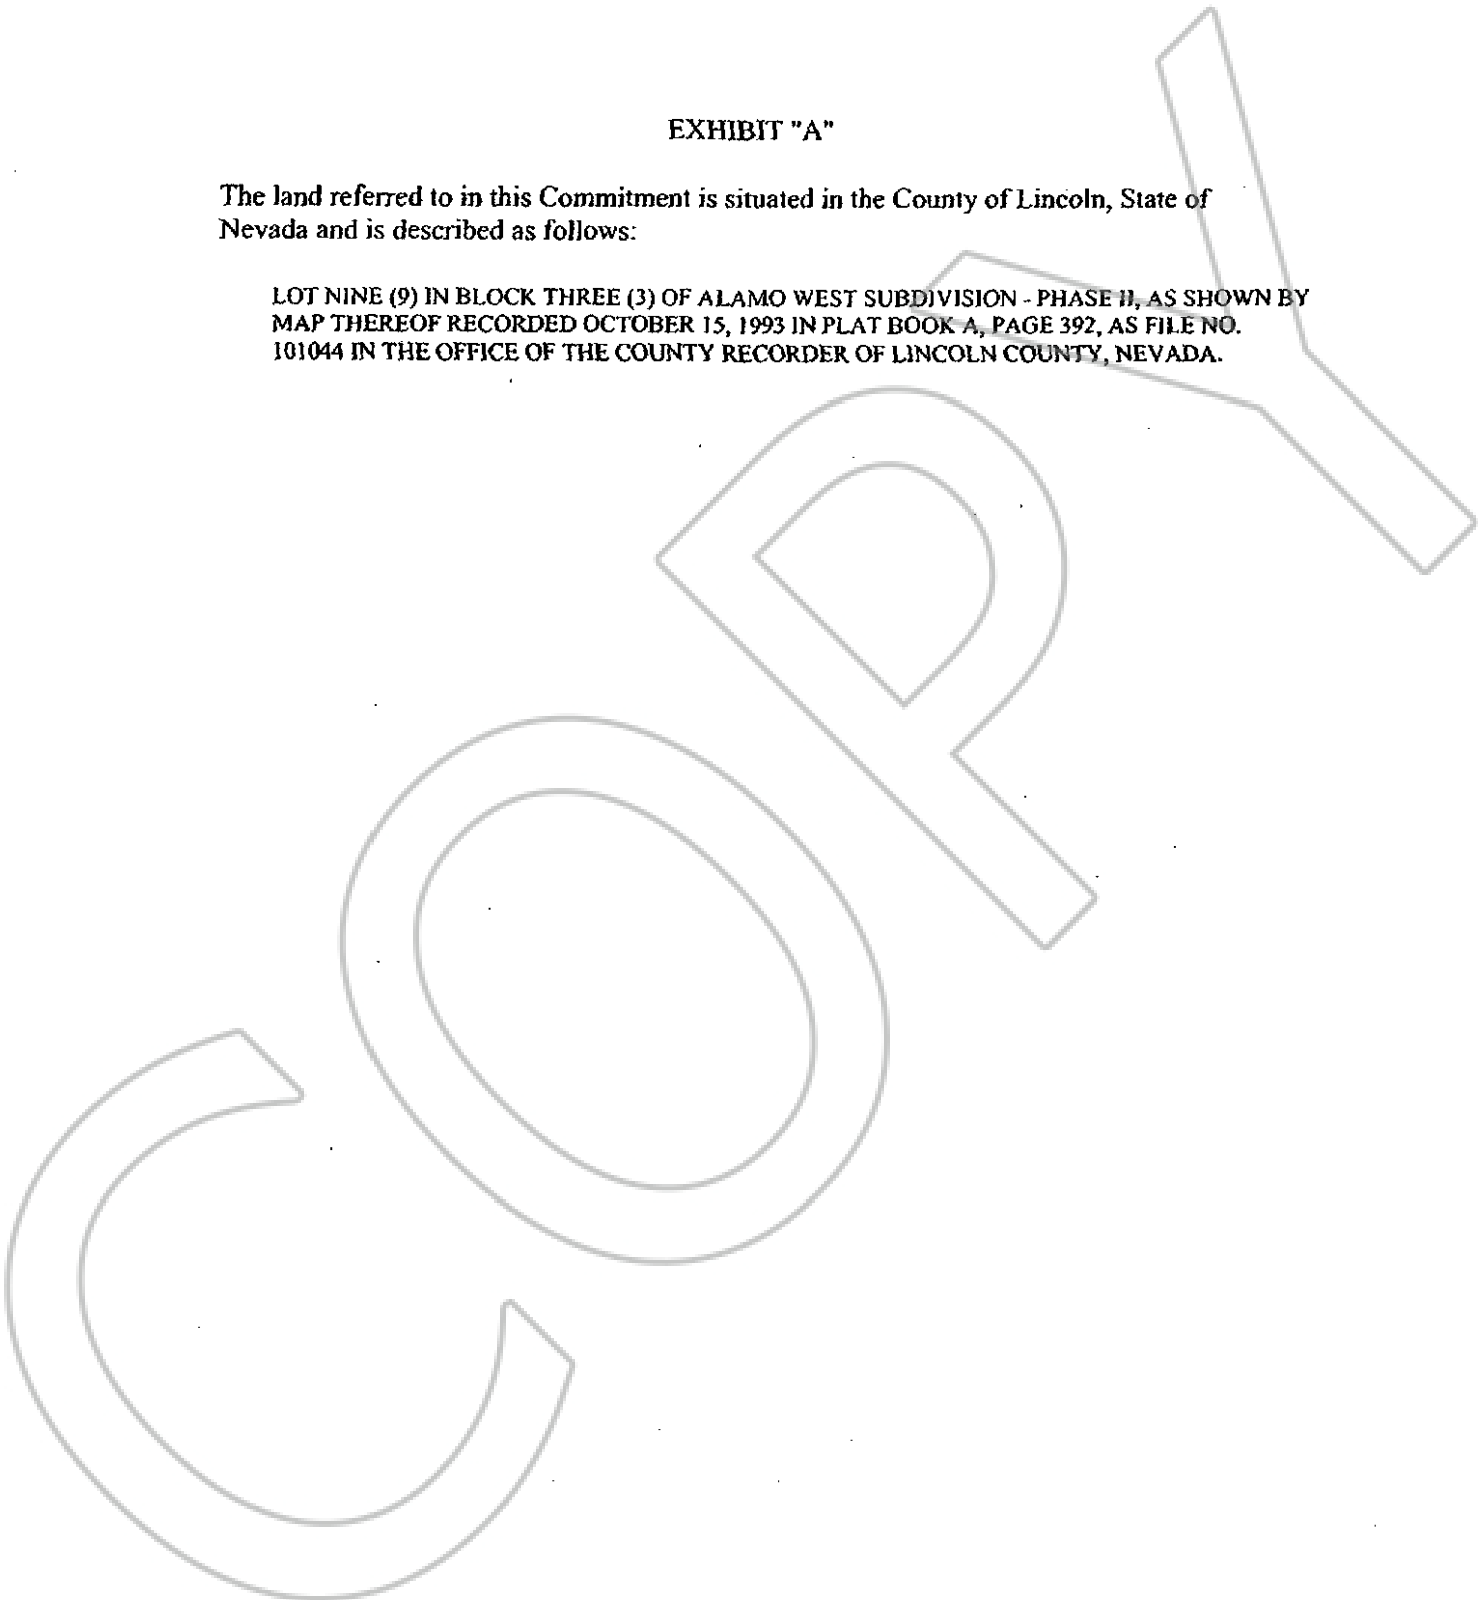 EXHIBIT "A"
The land referred to in this Commitment is situated in the County of Lincoln, State of
Nevada and is described as follows:
LOT NINE (9) IN BLOCK THREE (3) OF ALAMO WEST SUBDIVISION - PHASE II, AS SHOWN BY
MAP THEREOF RECORDED OCTOBER 15, 1993 IN PLAT BOOK A, PAGE 392, AS FILE NO.
101044 IN THE OFFICE OF THE COUNTY RECORDER OF LINCOLN COUNTY, NEVADA.
COPY